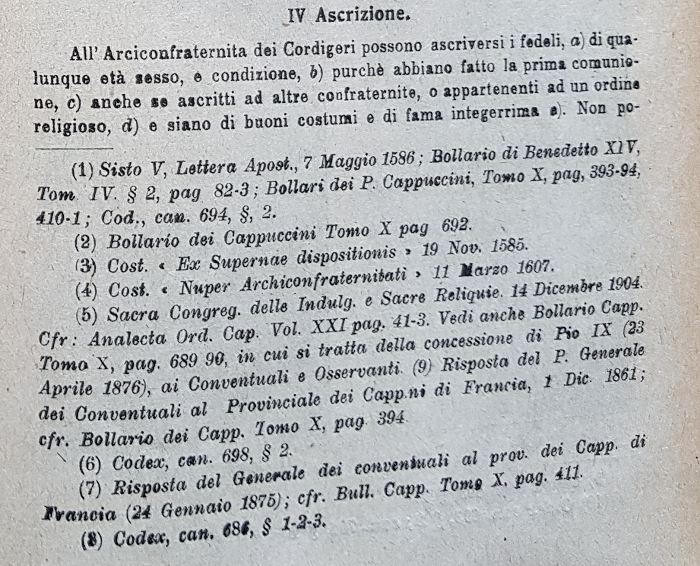 IV Ascrizione.
All' Arciconfraternita dei Cordigeri possono ascriversi i fedeli, a) di qua-
lunque età sesso, e condizione, b) purchè abbiano fatto la prima comunio-
ne, c) anche se ascritti ad altre confraternite, o appartenenti ad un ordine
religioso, d) e siano di buoni costumi e di fama integerrima e). Non po-
(1) Sisto V, Lettera Apost., 7 Maggio 1586; Bollario di Benedetto XIV,
Tom IV. § 2, pag 82-3; Bollari dei P. Cappuccini, Tomo X, pag, 393-94,
410-1; Cod., can. 694, §, 2.
(2) Bollario dei Cappuccini Tomo X pag 692.
(3) Cost. « Ex Supernae dispositionis » 19 Nov. 1585.
(4) Cost. « Nuper Archiconfraternitati » 11 Marzo 1607.
(5) Sacra Congreg. delle Indulg. e Sacre Reliquie. 14 Dicembre 1904.
Cfr: Analecta Ord. Cap. Vol. XXI pag. 41-3. Vedi anche Bollario Capp.
Tomo X, pag. 689 90, in cui si tratta della concessione di Pio IX (23
Aprile 1876), ai Conventuali e Osservanti. (9) Risposta del P. Generale
dei Conventuali al Provinciale dei Capp.ni di Francia, 1 Dic. 1861;
cfr. Bollario dei Capp. Tomo X, pag. 394
(6) Codex, can. 698, § 2.
(7) Risposta del Generale dei conventuali al prov. dei Capp. di
Francia (24 Gennaio 1875); cfr. Bull. Capp. Tomo X, pag. 411.
(8) Codex, can. 686, § 1-2-3.